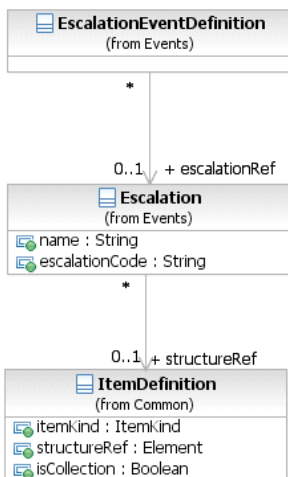 EscalationEventDefinition
(from Events)
*
0..1 + escalationRef
Escalation
(from Events)
name : String
escalationCode : String
*
0..1 + structureRef
ItemDefinition
(from Common)
itemKind : ItemKind
structureRef : Element
isCollection : Boolean